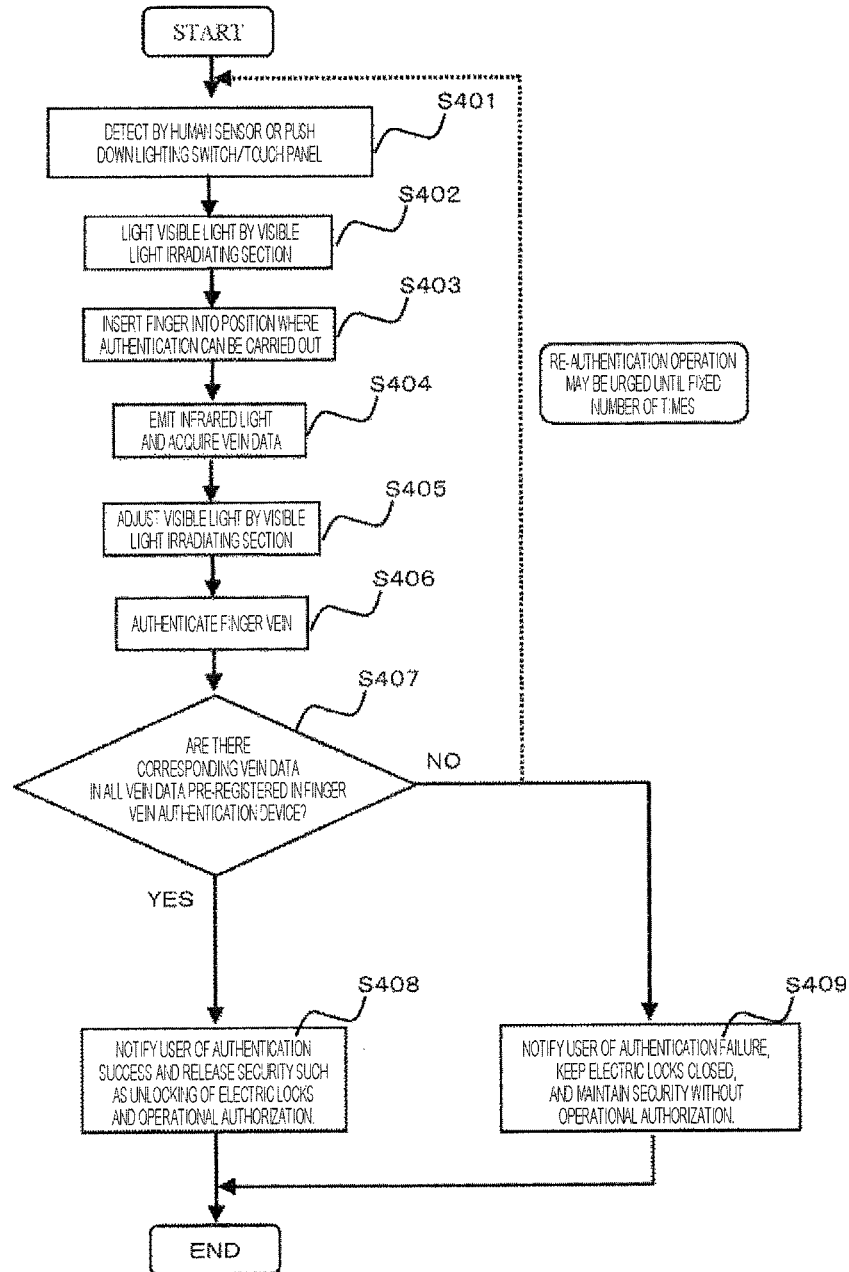 START
S401
DETECT BY HUMAN SENSOR OR PUSH
DOWN LIGHTING SWITCH/TOUCH PANEL
S402
LIGHT VISIBLE LIGHT BY VISIBLE
LIGHT IRRADIATING SECTION
S403
INSERT FINGER INTO POSITION WHERE
AUTHENTICATION CAN BE CARRIED OUT
RE-AUTHENTICATION OPERATION
MAY BE URGED UNTIL FIXED
NUMBER OF TIMES
S404
EMIT INFRARED LIGHT
AND ACQUIRE VEIN DATA
S405
ADJUST VISIBLE LIGHT BY VISIBLE
LIGHT IRRADIATING SECTION
S406
AUTHENTICATE FINGER VEIN
S407
ARE THERE
CORRESPONDING VEIN DATA
IN ALL VEIN DATA PRE-REGISTERED IN FINGER
VEIN AUTHENTICATION DEVICE?
NO
YES
S408
NOTIFY USER OF AUTHENTICATION
SUCCESS AND RELEASE SECURITY SUCH
AS UNLOCKING OF ELECTRIC LOCKS
AND OPERATIONAL AUTHORIZATION.
S409
NOTIFY USER OF AUTHENTICATION FAILURE,
KEEP ELECTRIC LOCKS CLOSED,
AND MAINTAIN SECURITY WITHOUT
OPERATIONAL AUTHORIZATION.
END